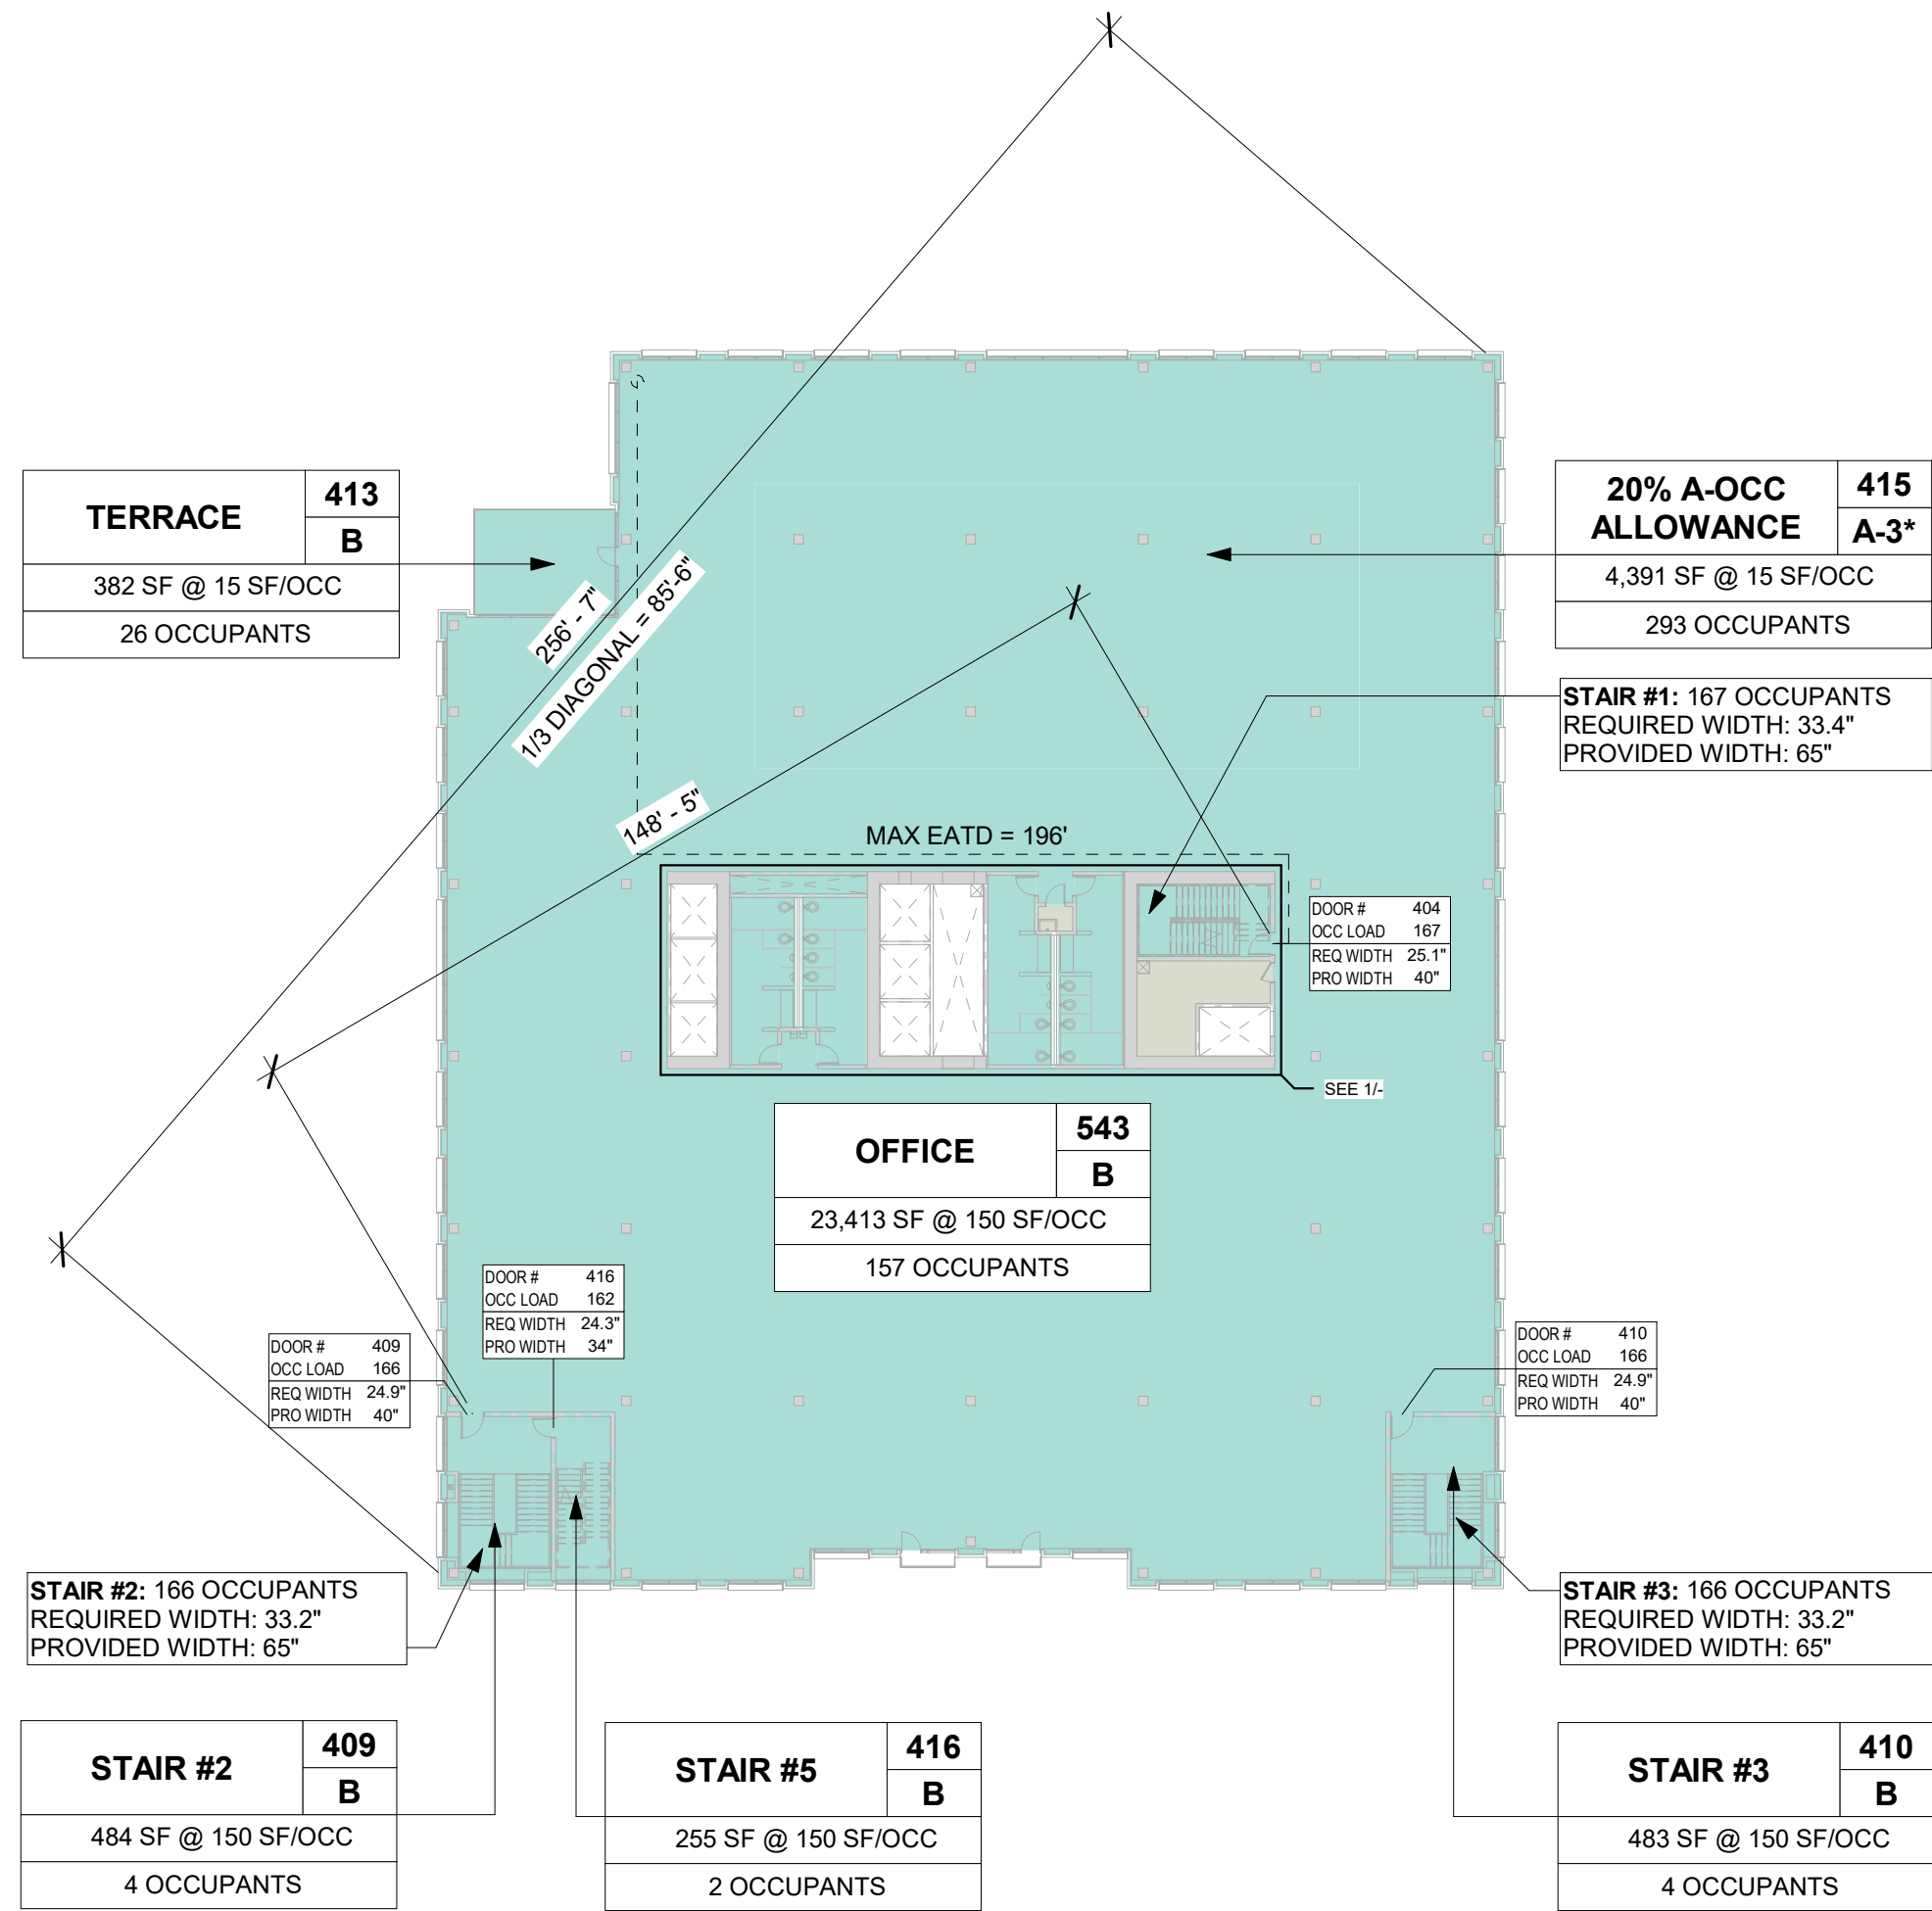 TERRACE
413
B
382 SF @ 15 SF/OCC
26 OCCUPANTS
256' - 7"
1/3 DIAGONAL = 85'-6"
148' - 5"
MAX EATD = 196'
20% A-OCC
ALLOWANCE
415
A-3*
4,391 SF @ 15 SF/OCC
293 OCCUPANTS
STAIR #1: 167 OCCUPANTS
REQUIRED WIDTH: 33.4"
PROVIDED WIDTH: 65"
DOOR # 404
OCC LOAD 167
REQ WIDTH 25.1"
PRO WIDTH 40"
SEE 1/-
OFFICE
543
B
23,413 SF @ 150 SF/OCC
157 OCCUPANTS
DOOR # 416
OCC LOAD 162
REQ WIDTH 24.3"
PRO WIDTH 34"
DOOR # 409
OCC LOAD 166
REQ WIDTH 24.9"
PRO WIDTH 40"
DOOR # 410
OCC LOAD 166
REQ WIDTH 24.9"
PRO WIDTH 40"
STAIR #2: 166 OCCUPANTS
REQUIRED WIDTH: 33.2"
PROVIDED WIDTH: 65"
STAIR #3: 166 OCCUPANTS
REQUIRED WIDTH: 33.2"
PROVIDED WIDTH: 65"
STAIR #2
409
B
484 SF @ 150 SF/OCC
4 OCCUPANTS
STAIR #5
416
B
255 SF @ 150 SF/OCC
2 OCCUPANTS
STAIR #3
410
B
483 SF @ 150 SF/OCC
4 OCCUPANTS